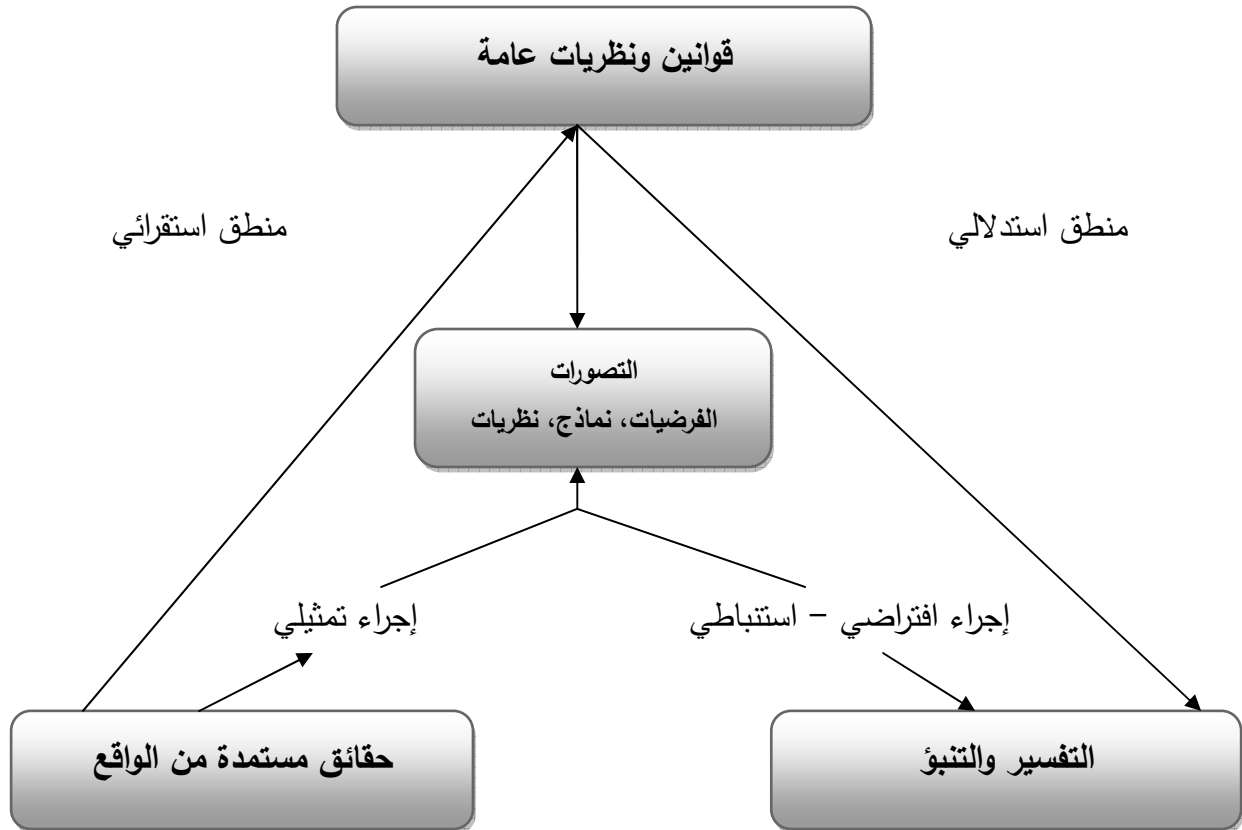 قوانين ونظريات عامة
منطق استدلالي
منطق استقرائي
التصورات
الفرضيات، نماذج، نظريات
إجراء افتراضي – استنباطي
إجراء تمثيلي
التفسير والتنبؤ
حقائق مستمدة من الواقع